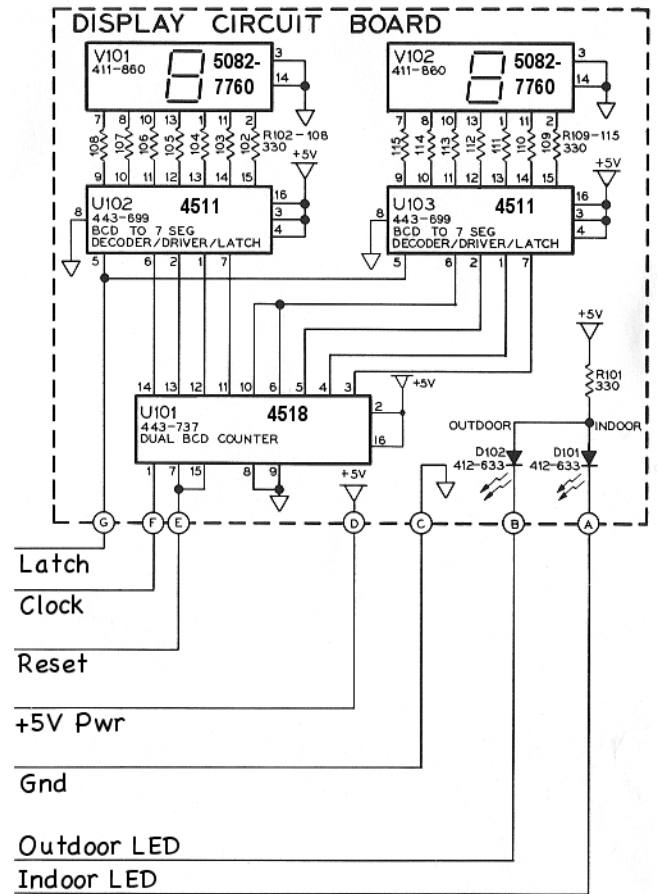 DISPLAY CIRCUIT BOARD
V101
411-860
5082-
7760
3
14
V102
411-860
5082-
7760
3
14
7 8 10 13 1 11 2
108 107 106 105 104 103 102
R102-108
330
+5V
7 8 10 13 1 11 2
115 114 113 112 111 110 109
R109-115
330
+5V
9 10 11 12 13 14 15
9 10 11 12 13 14 15
8
U102
443-699
4511
BCD TO 7 SEG
DECODER/DRIVER/LATCH
16
3
4
8
U103
443-699
4511
BCD TO 7 SEG
DECODER/DRIVER/LATCH
16
3
4
5 6 2 1 7
5 6 2 1 7
+5V
R101
330
14 13 12 11 10 6 5 4 3
U101
443-737
4518
DUAL BCD COUNTER
2
16
+5V
OUTDOOR
INDOOR
D102
412-633
D101
412-633
1 7 15 8 9
+5V
G F E D C B A
Latch
Clock
Reset
+5V Pwr
Gnd
Outdoor LED
Indoor LED